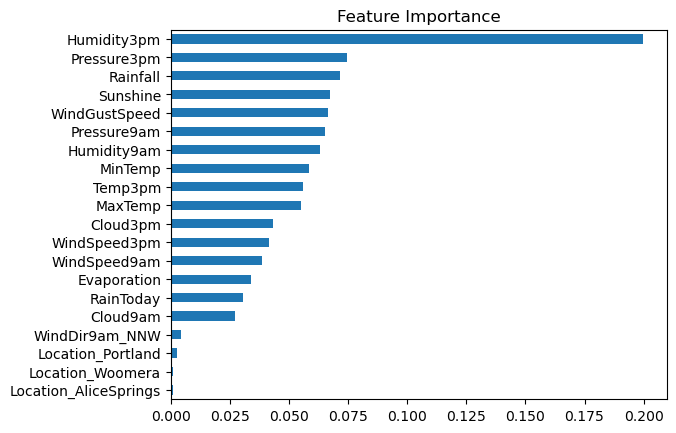 Feature Importance
Humidity3pm
Pressure3pm
Rainfall
Sunshine
WindGustSpeed
Pressure9am
Humidity9am
MinTemp
Temp3pm
MaxTemp
Cloud3pm
WindSpeed3pm
WindSpeed9am
Evaporation
RainToday
Cloud9am
WindDir9am_NNW
Location_Portland
Location_Woomera
Location_AliceSprings
0.000 0.025 0.050 0.075 0.100 0.125 0.150 0.175 0.200